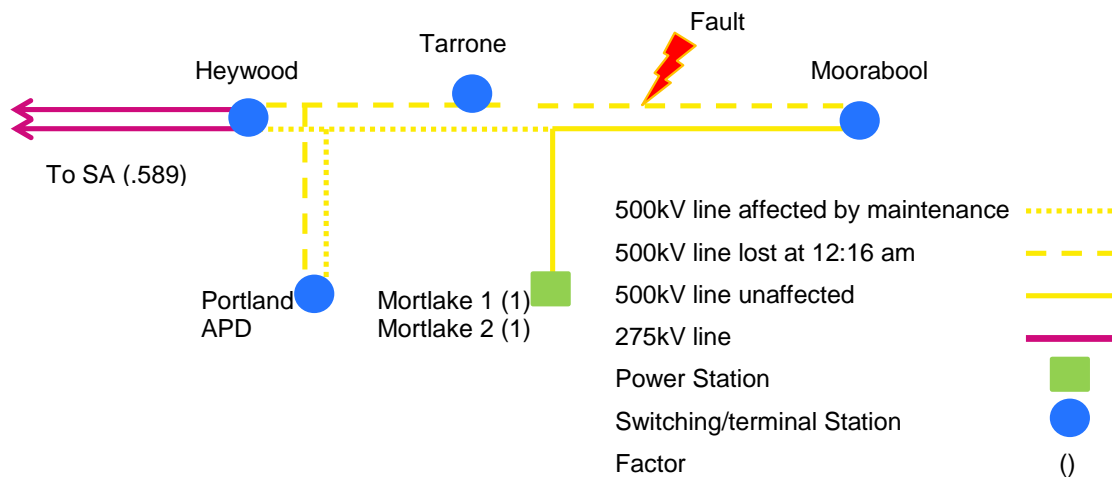 Fault
Tarrone
Heywood
Moorabool
To SA (.589)
500kV line affected by maintenance
500kV line lost at 12:16 am
Portland
APD
Mortlake 1 (1)
Mortlake 2 (1)
500kV line unaffected
275kV line
Power Station
Switching/terminal Station
Factor
()